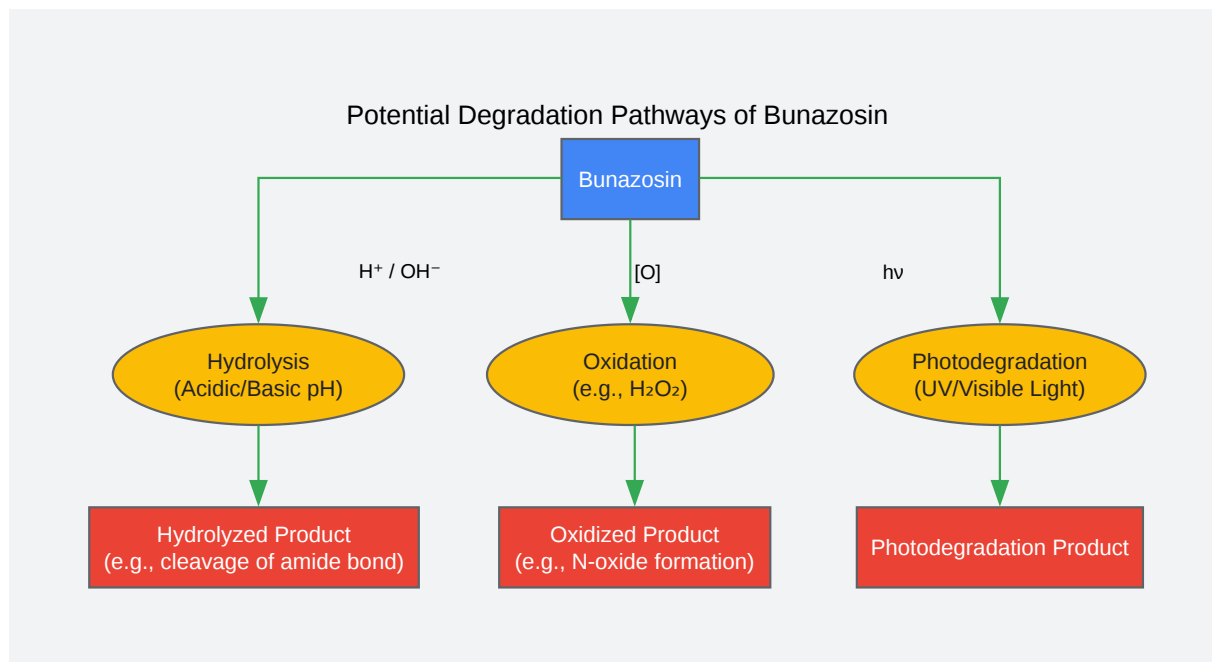 Potential Degradation Pathways of Bunazosin
Bunazosin
H⁺ / OH⁻
[O]
hν
Hydrolysis
(Acidic/Basic pH)
Oxidation
(e.g., H₂O₂)
Photodegradation
(UV/Visible Light)
Hydrolyzed Product
(e.g., cleavage of amide bond)
Oxidized Product
(e.g., N-oxide formation)
Photodegradation Product